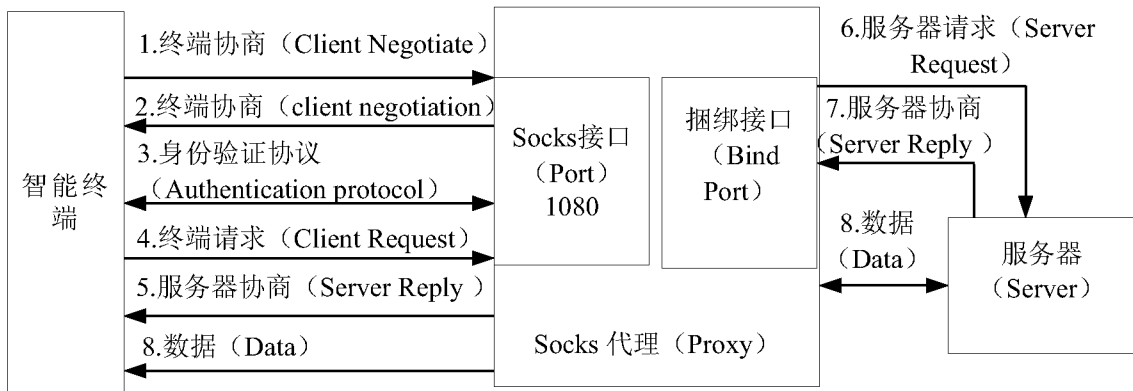 智能终
端
1.终端协商（Client Negotiate）
2.终端协商（client negotiation）
3.身份验证协议
（Authentication protocol）
4.终端请求（Client Request）
5.服务器协商（Server Reply ）
8.数据（Data）
Socks接口
（Port）
1080
捆绑接口
（Bind
Port）
Socks 代理（Proxy）
6.服务器请求（Server
Request）
7.服务器协商
（Server Reply ）
8.数据
（Data）
服务器
（Server）